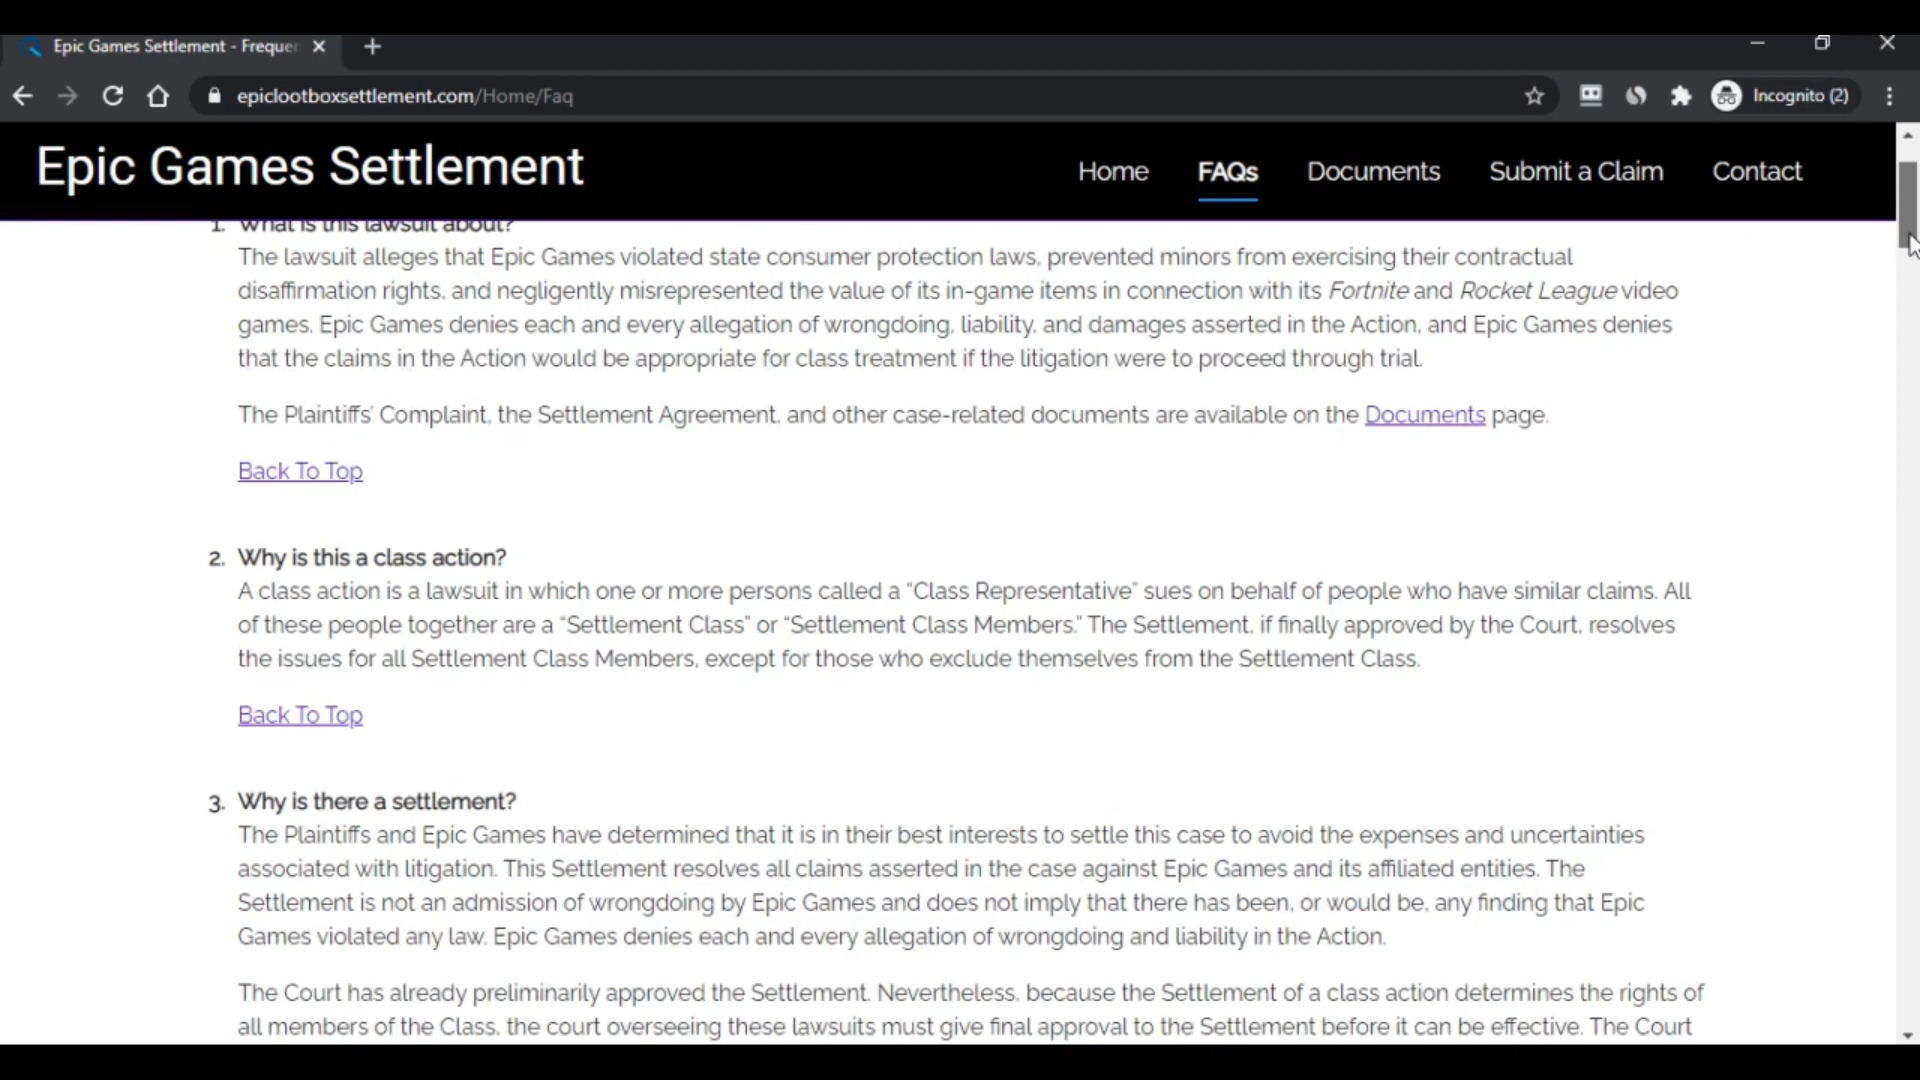 Epic Games Settlement - Freque
epiclootboxsettlement.com/Home/Faq
Incognito (2)
Epic Games Settlement
Home FAQs Documents Submit a Claim Contact
1. What is this lawsuit about?
The lawsuit alleges that Epic Games violated state consumer protection laws, prevented minors from exercising their contractual
disaffirmation rights, and negligently misrepresented the value of its in-game items in connection with its Fortnite and Rocket League video
games. Epic Games denies each and every allegation of wrongdoing, liability, and damages asserted in the Action, and Epic Games denies
that the claims in the Action would be appropriate for class treatment if the litigation were to proceed through trial.
The Plaintiffs' Complaint, the Settlement Agreement, and other case-related documents are available on the Documents page.
Back To Top
2. Why is this a class action?
A class action is a lawsuit in which one or more persons called a “Class Representative” sues on behalf of people who have similar claims. All
of these people together are a “Settlement Class” or “Settlement Class Members.” The Settlement, if finally approved by the Court, resolves
the issues for all Settlement Class Members, except for those who exclude themselves from the Settlement Class.
Back To Top
3. Why is there a settlement?
The Plaintiffs and Epic Games have determined that it is in their best interests to settle this case to avoid the expenses and uncertainties
associated with litigation. This Settlement resolves all claims asserted in the case against Epic Games and its affiliated entities. The
Settlement is not an admission of wrongdoing by Epic Games and does not imply that there has been, or would be, any finding that Epic
Games violated any law. Epic Games denies each and every allegation of wrongdoing and liability in the Action.
The Court has already preliminarily approved the Settlement. Nevertheless, because the Settlement of a class action determines the rights of
all members of the Class, the court overseeing these lawsuits must give final approval to the Settlement before it can be effective. The Court